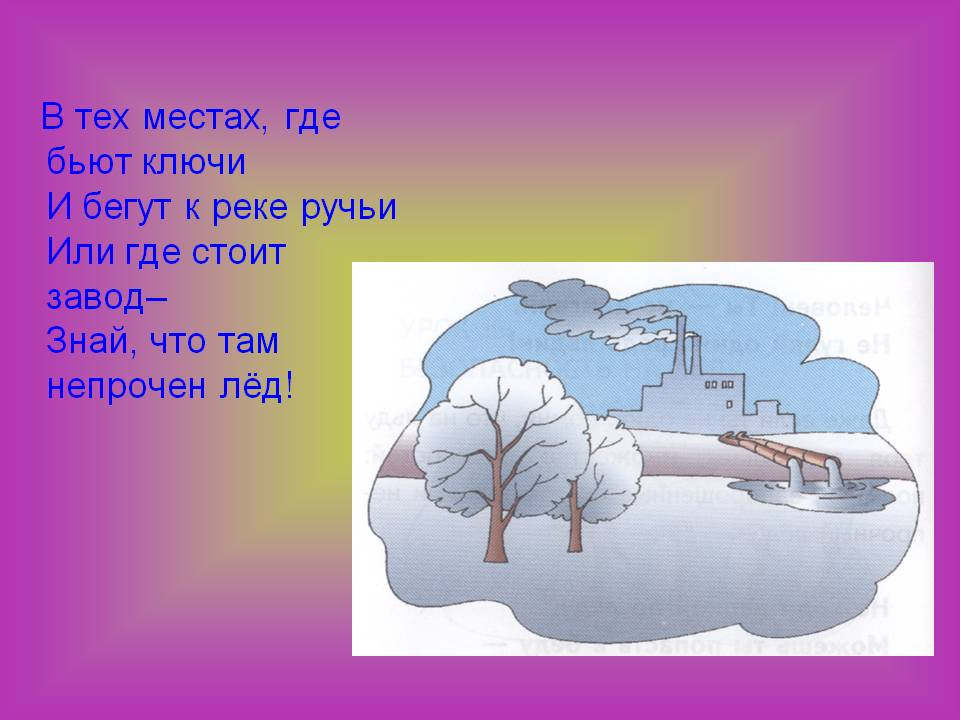 В тех местах, где
бьют ключи
И бегут к реке ручьи
Или где стоит
завод–
Знай, что там
непрочен лёд!